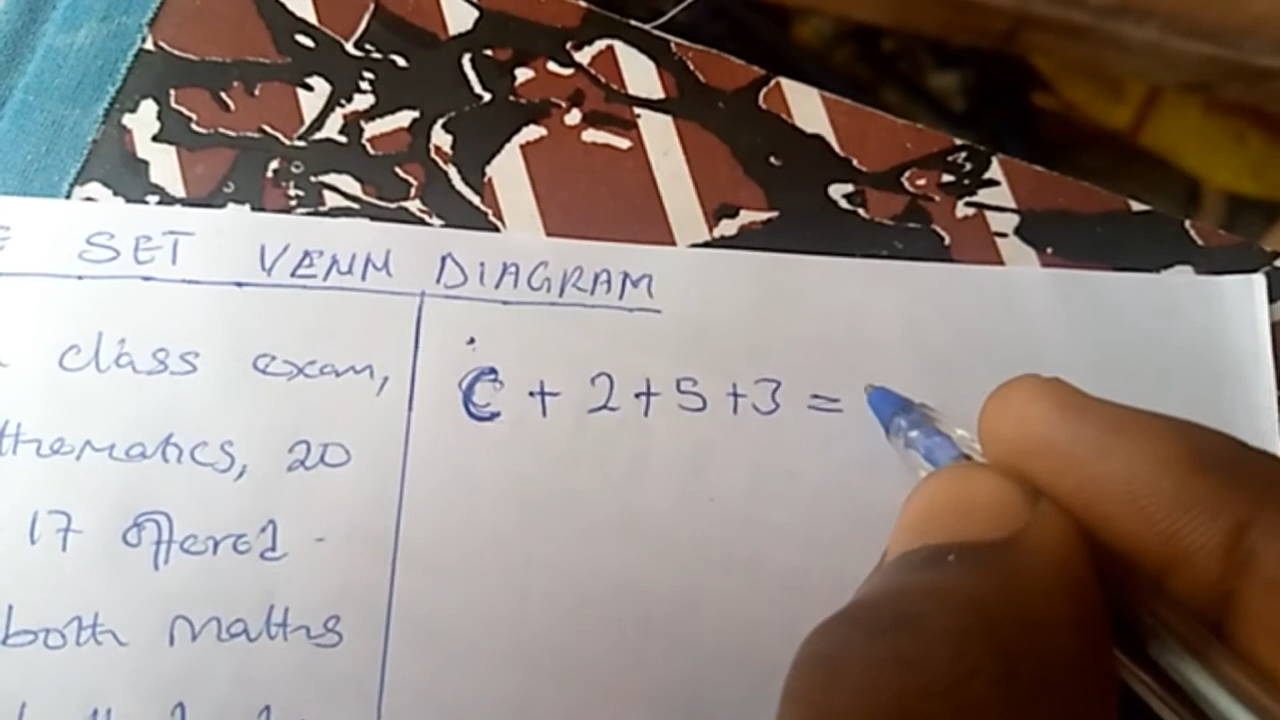 SET VENN DIAGRAM
class exam,
thematics, 20
17 offered
both maths
C + 2 + 5 + 3 =